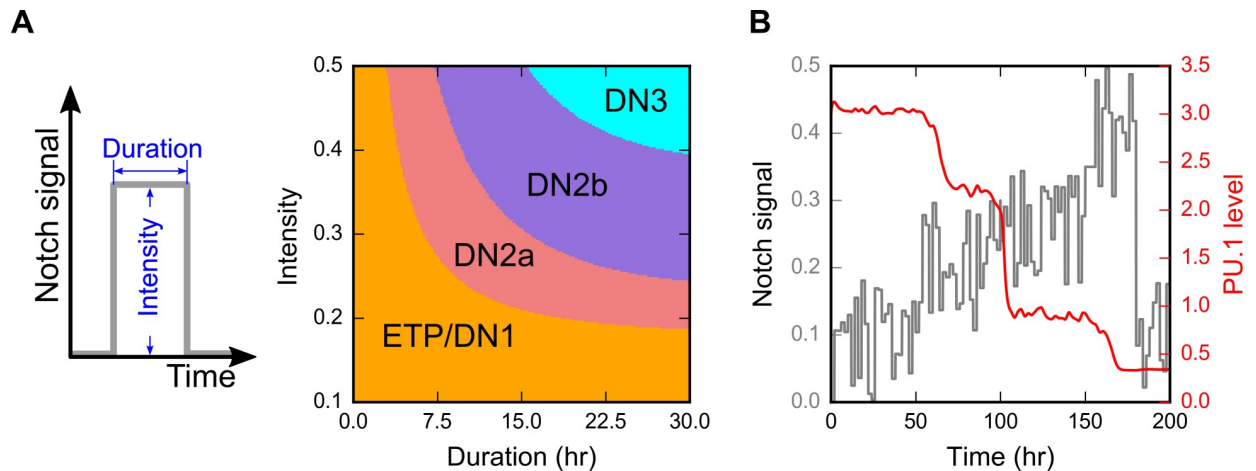 A
Notch signal
Duration
Intensity
Time
Intensity
0.5
0.4
0.3
0.2
0.1
DN3
DN2b
DN2a
ETP/DN1
0.0 7.5 15.0 22.5 30.0
Duration (hr)
B
Notch signal
0.5
0.4
0.3
0.2
0.1
0.0
3.5
3.0
2.5
2.0
1.5
1.0
0.5
0.0
PU.1 level
0 50 100 150 200
Time (hr)